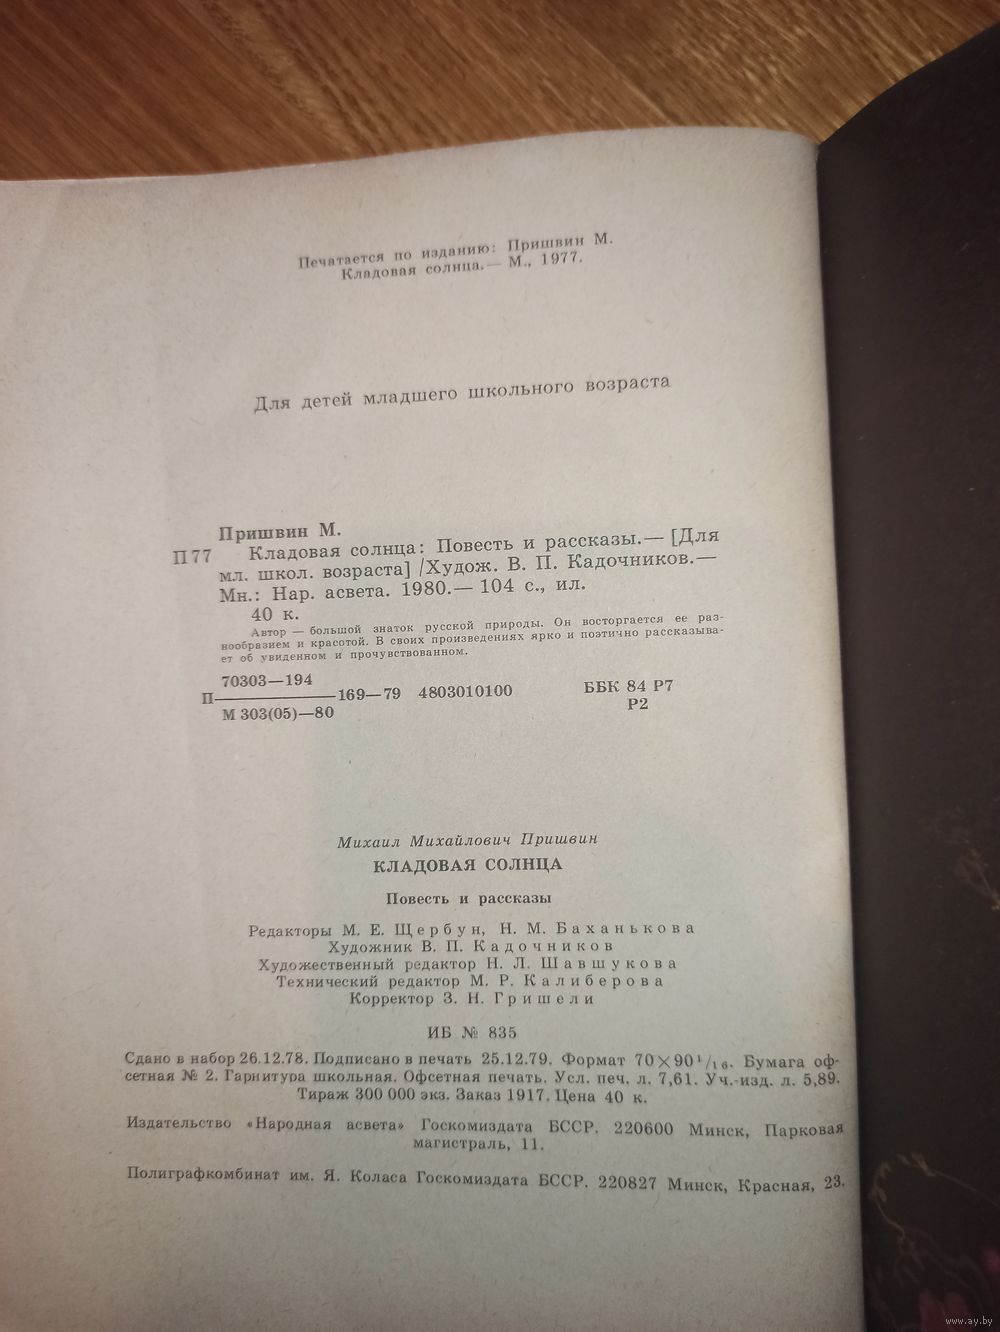 Печатается по изданию: Пришвин М.
Кладовая солнца.— М., 1977.
Для детей младшего школьного возраста
Пришвин М.
П 77 Кладовая солнца: Повесть и рассказы.— [Для
мл. школ. возраста] /Худож. В. П. Кадочников.—
Мн.: Нар. асвета. 1980.— 104 с., ил.
40 к.
Автор — большой знаток русской природы. Он восторгается ее раз-
нообразием и красотой. В своих произведениях ярко и поэтично рассказыва-
ет об увиденном и прочувствованном.
70303—194
П————169—79 4803010100 ББК 84 Р7
М 303(05)—80 Р2
Михаил Михайлович Пришвин
КЛАДОВАЯ СОЛНЦА
Повесть и рассказы
Редакторы М. Е. Щербун, Н. М. Баханькова
Художник В. П. Кадочников
Художественный редактор Н. Л. Шавшукова
Технический редактор М. Р. Калиберова
Корректор З. Н. Гришели
ИБ № 835
Сдано в набор 26.12.78. Подписано в печать 25.12.79. Формат 70×90¹/₁₆. Бумага оф-
сетная № 2. Гарнитура школьная. Офсетная печать. Усл. печ. л. 7,61. Уч.-изд. л. 5,89.
Тираж 300 000 экз. Заказ 1917. Цена 40 к.
Издательство «Народная асвета» Госкомиздата БССР. 220600 Минск, Парковая
магистраль, 11.
Полиграфкомбинат им. Я. Коласа Госкомиздата БССР. 220827 Минск, Красная, 23.
www.ay.by